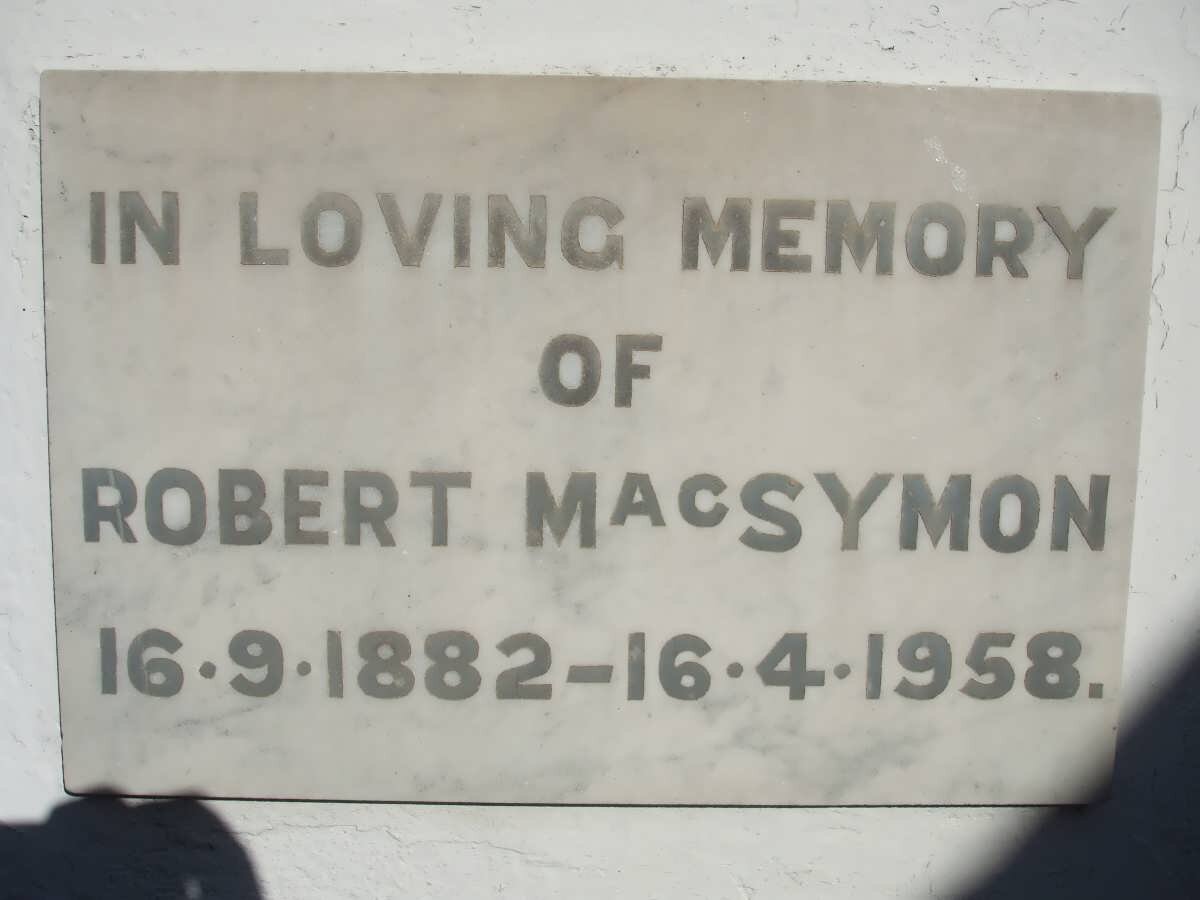 IN LOVING MEMORY
OF
ROBERT MACSYMON
16·9·1882–16·4·1958.